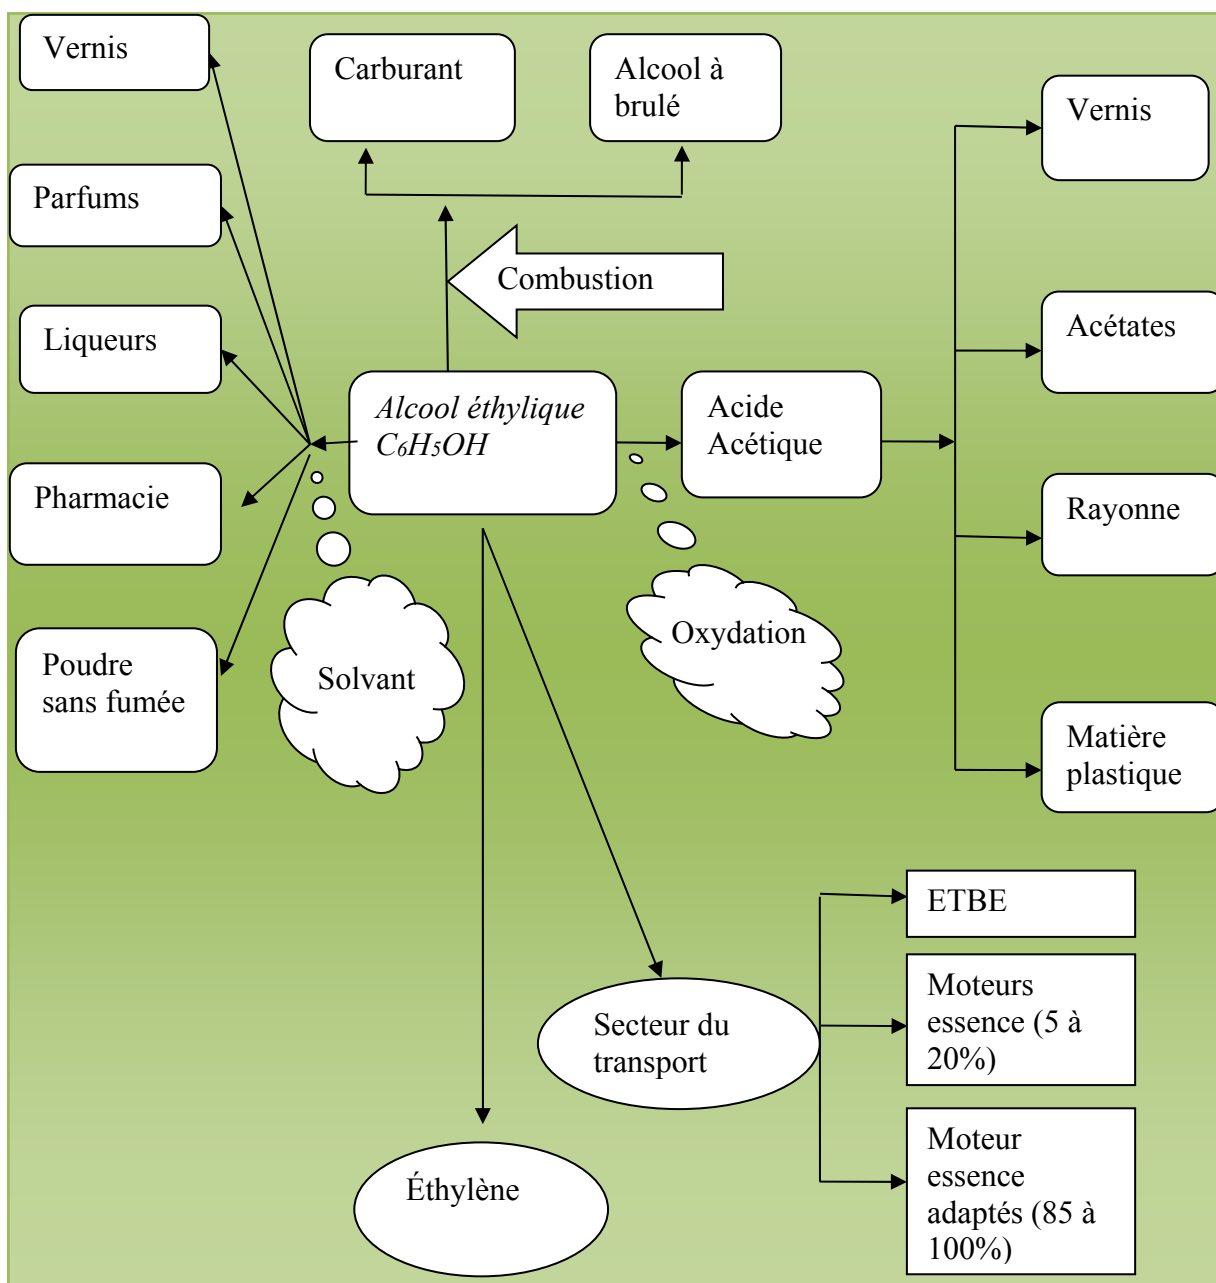 Vernis
Carburant
Alcool à
brulé
Vernis
Parfums
Combustion
Liqueurs
Acétates
Alcool éthylique
C₆H₅OH
Acide
Acétique
Pharmacie
Rayonne
Solvant
Oxydation
Poudre
sans fumée
Matière
plastique
ETBE
Secteur du
transport
Moteurs
essence (5 à
20%)
Éthylène
Moteur
essence
adaptés (85 à
100%)